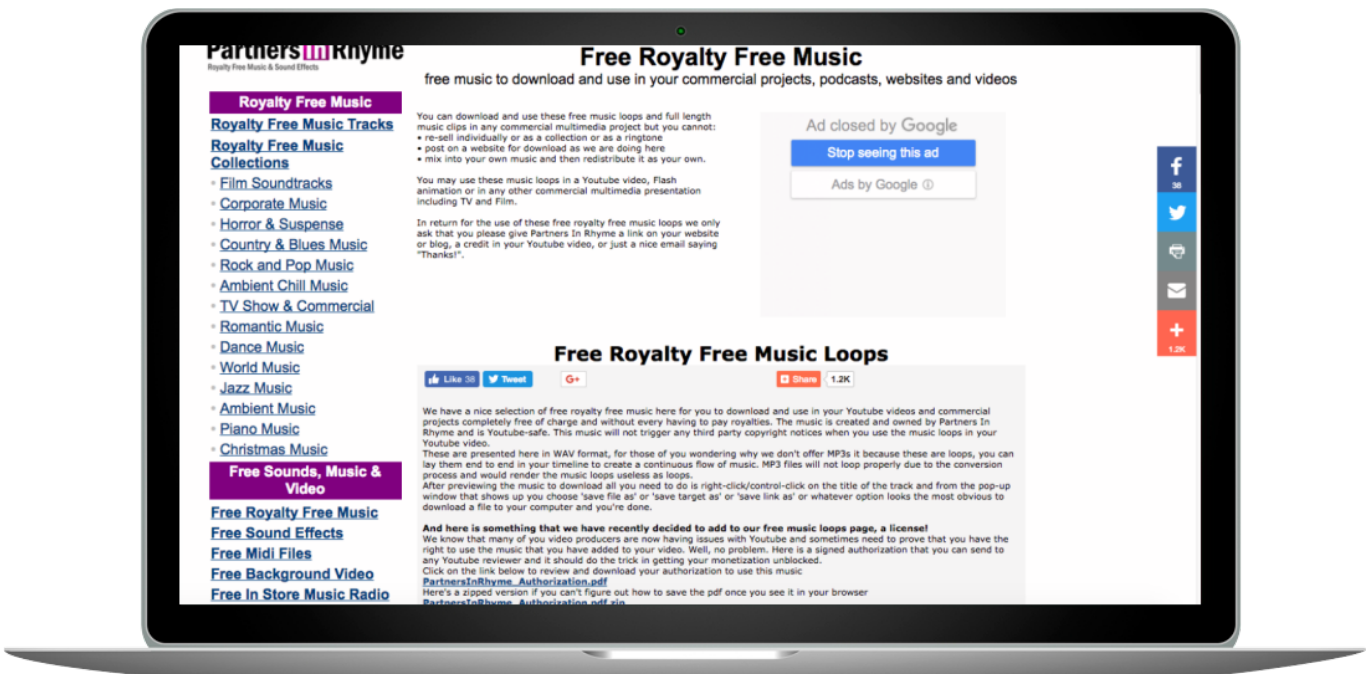 PartnersInRhyme
Royalty Free Music & Sound Effects
Royalty Free Music
Royalty Free Music Tracks
Royalty Free Music
Collections
• Film Soundtracks
• Corporate Music
• Horror & Suspense
• Country & Blues Music
• Rock and Pop Music
• Ambient Chill Music
• TV Show & Commercial
• Romantic Music
• Dance Music
• World Music
• Jazz Music
• Ambient Music
• Piano Music
• Christmas Music
Free Sounds, Music &
Video
Free Royalty Free Music
Free Sound Effects
Free Midi Files
Free Background Video
Free In Store Music Radio
Free Royalty Free Music
free music to download and use in your commercial projects, podcasts, websites and videos
You can download and use these free music loops and full length
music clips in any commercial multimedia project but you cannot:
• re-sell individually or as a collection or as a ringtone
• post on a website for download as we are doing here
• mix into your own music and then redistribute it as your own.
You may use these music loops in a Youtube video, Flash
animation or in any other commercial multimedia presentation
including TV and Film.
In return for the use of these free royalty free music loops we only
ask that you please give Partners In Rhyme a link on your website
or blog, a credit in your Youtube video, or just a nice email saying
"Thanks!".
Ad closed by Google
Stop seeing this ad
Ads by Google
Free Royalty Free Music Loops
Like 38
Tweet
G+
Share
1.2K
We have a nice selection of free royalty free music here for you to download and use in your Youtube videos and commercial
projects completely free of charge and without every having to pay royalties. The music is created and owned by Partners In
Rhyme and is Youtube-safe. This music will not trigger any third party copyright notices when you use the music loops in your
Youtube video.
These are presented here in WAV format, for those of you wondering why we don't offer MP3s it because these are loops, you can
lay them end to end in your timeline to create a continuous flow of music. MP3 files will not loop properly due to the conversion
process and would render the music loops useless as loops.
After previewing the music to download all you need to do is right-click/control-click on the title of the track and from the pop-up
window that shows up you choose 'save file as' or 'save target as' or 'save link as' or whatever option looks the most obvious to
download a file to your computer and you're done.
And here is something that we have recently decided to add to our free music loops page, a license!
We know that many of you video producers are now having issues with Youtube and sometimes need to prove that you have the
right to use the music that you have added to your video. Well, no problem. Here is a signed authorization that you can send to
any Youtube reviewer and it should do the trick in getting your monetization unblocked.
Click on the link below to review and download your authorization to use this music
PartnersInRhyme_Authorization.pdf
Here's a zipped version if you can't figure out how to save the pdf once you see it in your browser
PartnersInRhyme_Authorization.pdf.zip
f
38
+
1.2K